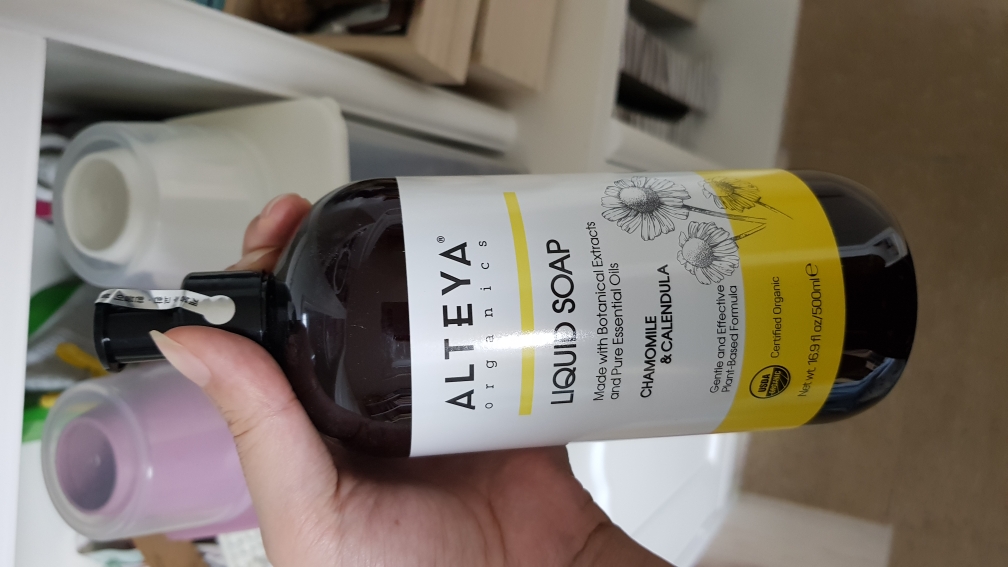 ALTEYA®
organics
LIQUID SOAP
Made with Botanical Extracts
and Pure Essential Oils
CHAMOMILE
& CALENDULA
Gentle and Effective
Plant-Based Formula
USDA
ORGANIC
Certified Organic
Net wt. 16.9 fl oz/500ml ℮